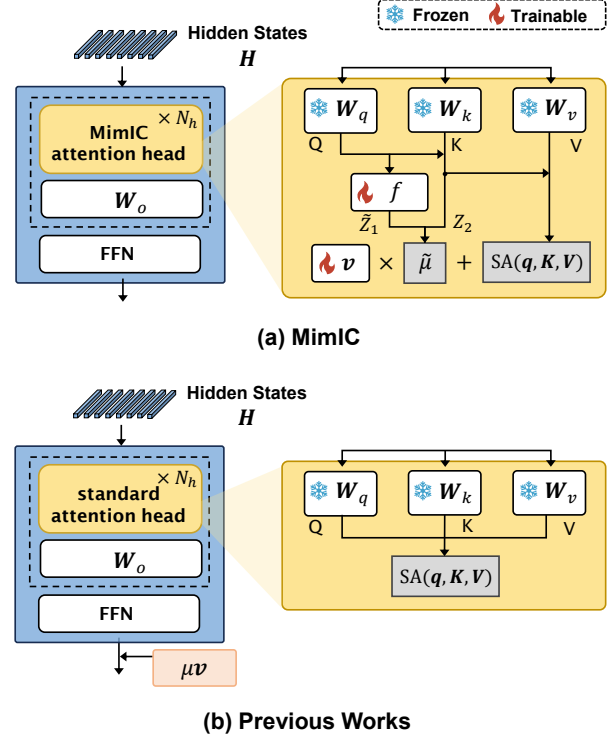 Frozen Trainable
Hidden States
H
× N_h
MimIC
attention head
W_o
FFN
W_q W_k W_v
Q K V
f
Z̃_1 Z_2
v × μ̃ + SA(q, K, V)
(a) MimIC
Hidden States
H
× N_h
standard
attention head
W_o
FFN
μv
W_q W_k W_v
Q K V
SA(q, K, V)
(b) Previous Works